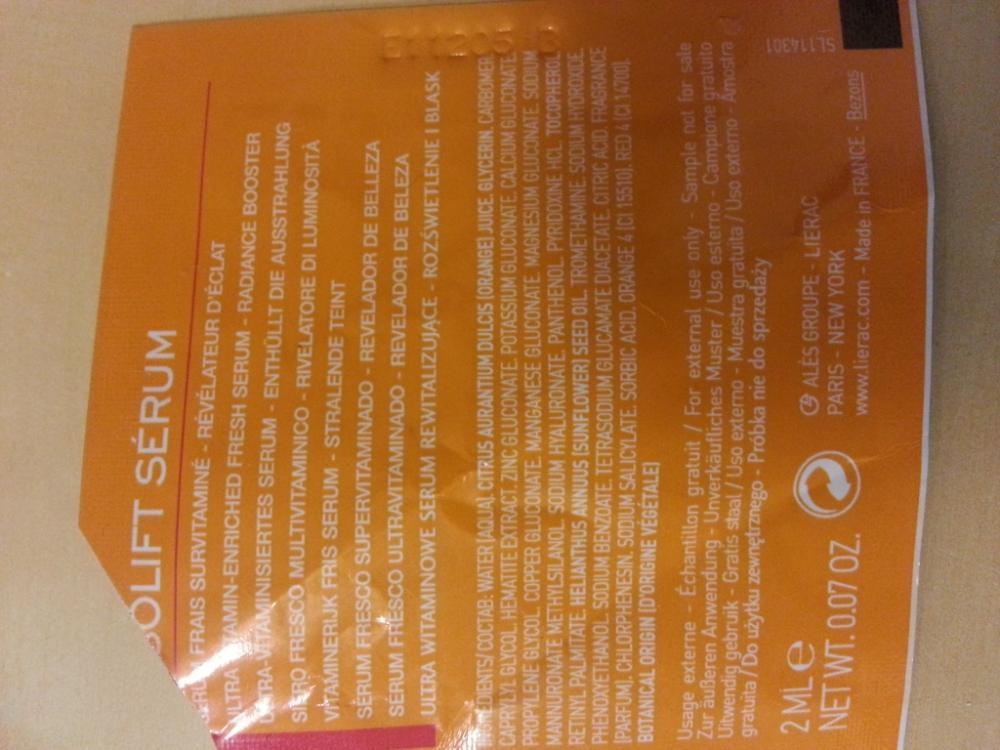 OLIFT SÉRUM
FRAIS SURVITAMINÉ - RÉVÉLATEUR D'ÉCLAT
ULTRA VITAMIN-ENRICHED FRESH SERUM - RADIANCE BOOSTER
ULTRA-VITAMINISIERTES SERUM - ENTHÜLLT DIE AUSSTRAHLUNG
SIERO FRESCO MULTIVITAMINICO - RIVELATORE DI LUMINOSITÀ
VITAMINERIJK FRIS SERUM - STRALENDE TEINT
SÉRUM FRESCO SUPERVITAMINADO - REVELADOR DE BELLEZA
SÉRUM FRESCO ULTRAVITAMINADO - REVELADOR DE BELEZA
ULTRA WITAMINOWE SERUM REWITALIZUJĄCE - ROZŚWIETLENIE I BLASK
INGREDIENTS/ COCTAB: WATER (AQUA), CITRUS AURANTIUM DULCIS (ORANGE) JUICE, GLYCERIN, CARBOMER,
CAPRYLYL GLYCOL, HEMATITE EXTRACT, ZINC GLUCONATE, POTASSIUM GLUCONATE, CALCIUM GLUCONATE,
PROPYLENE GLYCOL, COPPER GLUCONATE, MANGANESE GLUCONATE, MAGNESIUM GLUCONATE, SODIUM
MANNURONATE METHYLSILANOL, SODIUM HYALURONATE, PANTHENOL, PYRIDOXINE HCL, TOCOPHEROL,
RETINYL PALMITATE, HELIANTHUS ANNUUS (SUNFLOWER) SEED OIL, TROMETHAMINE, SODIUM HYDROXIDE,
PHENOXYETHANOL, SODIUM BENZOATE, TETRASODIUM GLUTAMATE DIACETATE, CITRIC ACID, FRAGRANCE
(PARFUM), CHLORPHENESIN, SODIUM SALICYLATE, SORBIC ACID, ORANGE 4 (CI 15510), RED 4 (CI 14700).
BOTANICAL ORIGIN (D'ORIGINE VÉGÉTALE)
Usage externe - Échantillon gratuit / For external use only - Sample not for sale
Zur äußeren Anwendung - Unverkäufliches Muster / Uso esterno - Campione gratuito
Uitwendig gebruik - Gratis staal / Uso externo - Muestra gratuita / Uso externo - Amostra
gratuita / Do użytku zewnętrznego - Próbka nie do sprzedaży
2 ML e
NET WT. 0.07 OZ.
ALÈS GROUPE - LIERAC
PARIS - NEW YORK
www.lierac.com - Made in FRANCE - Bezons
SL114301